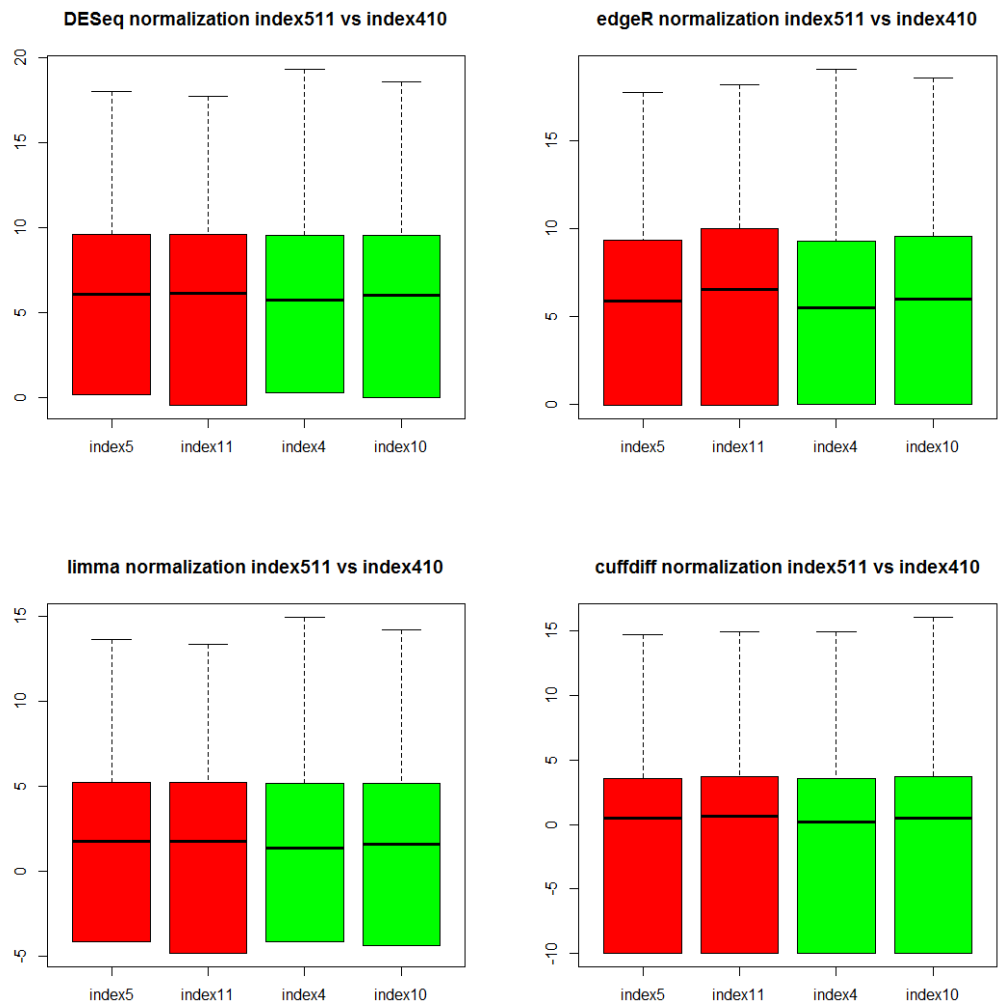 DESeq normalization index511 vs index410
20
15
10
5
0
index5 index11 index4 index10
edgeR normalization index511 vs index410
15
10
5
0
index5 index11 index4 index10
limma normalization index511 vs index410
15
10
5
0
-5
index5 index11 index4 index10
cuffdiff normalization index511 vs index410
15
10
5
0
-5
-10
index5 index11 index4 index10